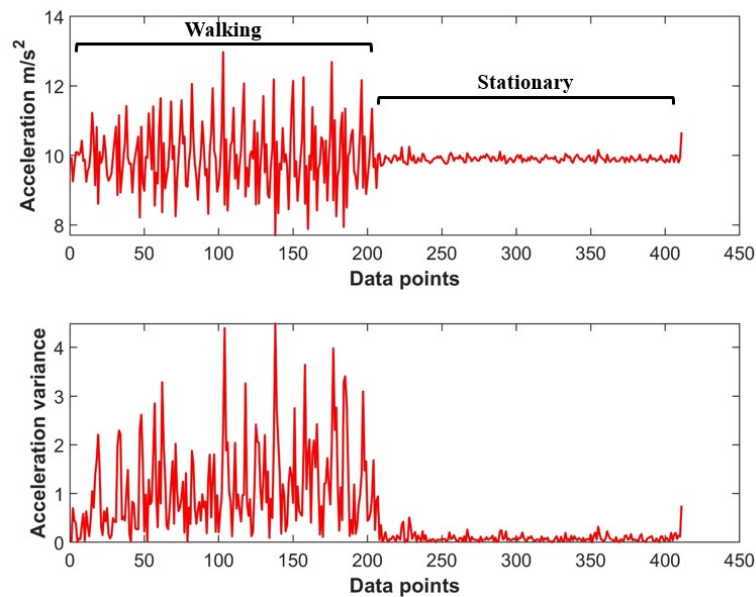 14
Walking
12
Stationary
10
8
Acceleration m/s²
0 50 100 150 200 250 300 350 400 450
Data points
4
3
2
1
0
Acceleration variance
0 50 100 150 200 250 300 350 400 450
Data points